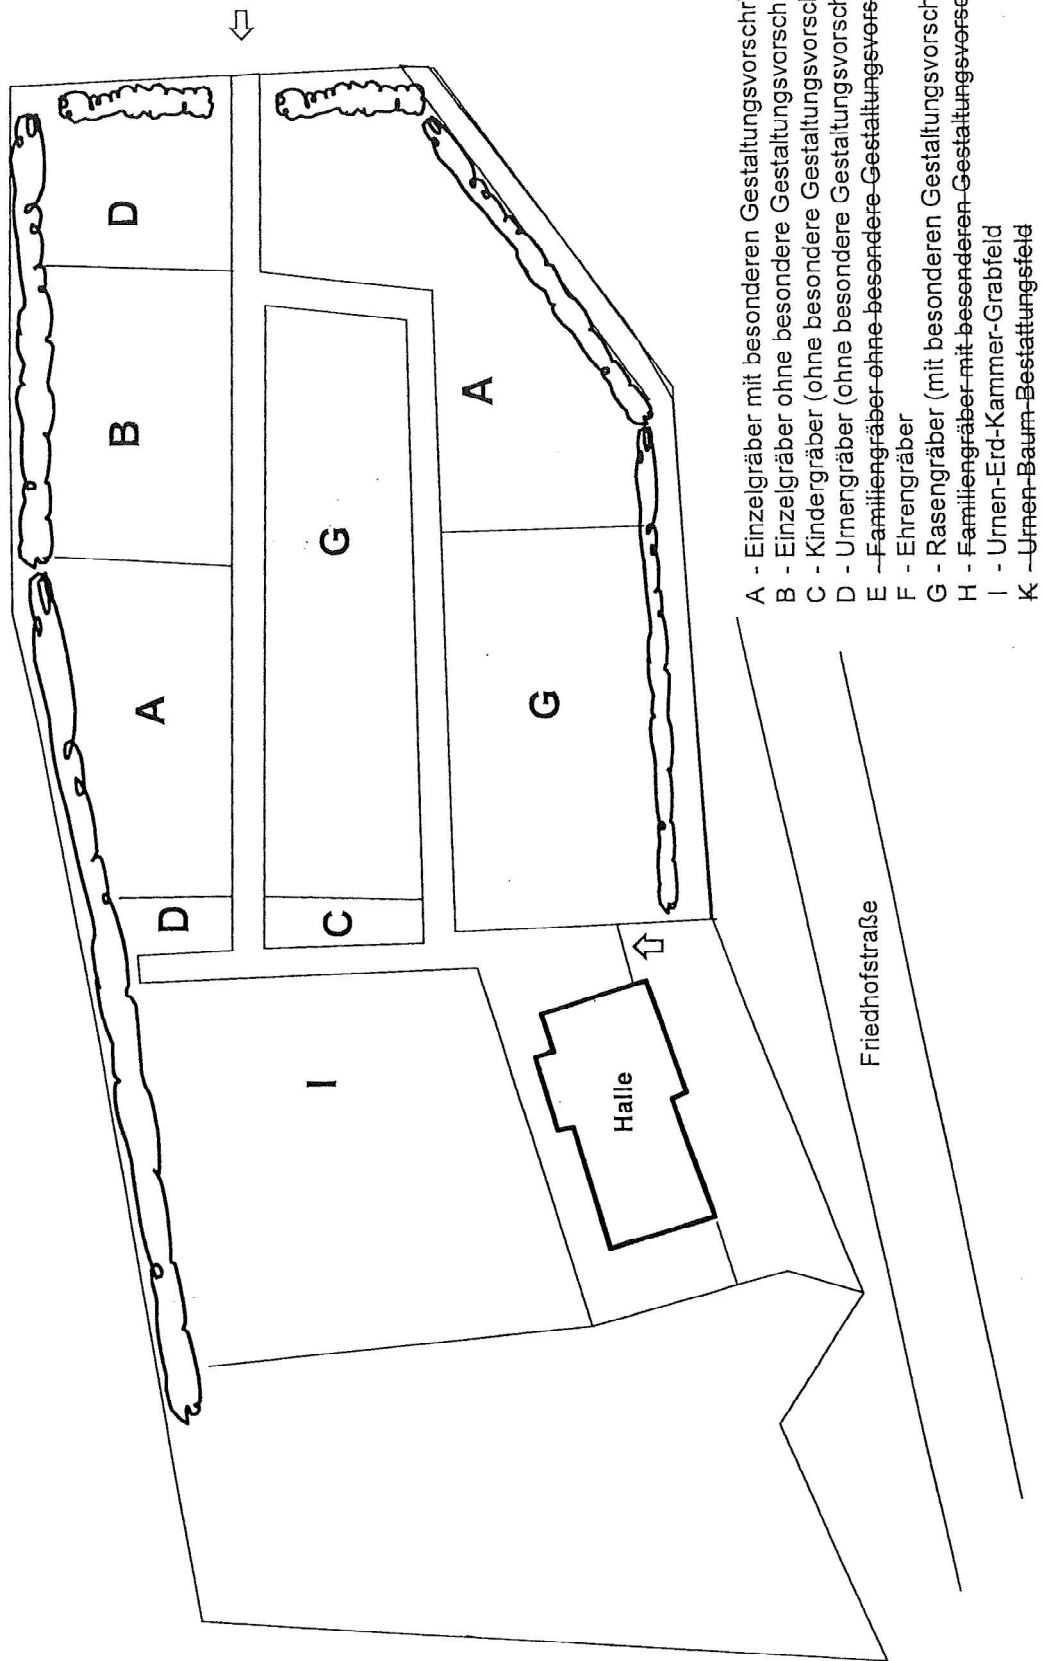 D
B
A
D
G
C
A
G
I
Halle
Friedhofstraße
A - Einzelgräber mit besonderen Gestaltungsvorschr
B - Einzelgräber ohne besondere Gestaltungsvorsch
C - Kindergräber (ohne besondere Gestaltungsvorsch
D - Urnengräber (ohne besondere Gestaltungsvorsch
E - Familiengräber ohne besondere Gestaltungsvors
F - Ehrengräber
G - Rasengräber (mit besonderen Gestaltungsvorsch
H - Familiengräber mit besonderen Gestaltungsvorsc
I - Urnen-Erd-Kammer-Grabfeld
K - Urnen-Baum-Bestattungsfeld